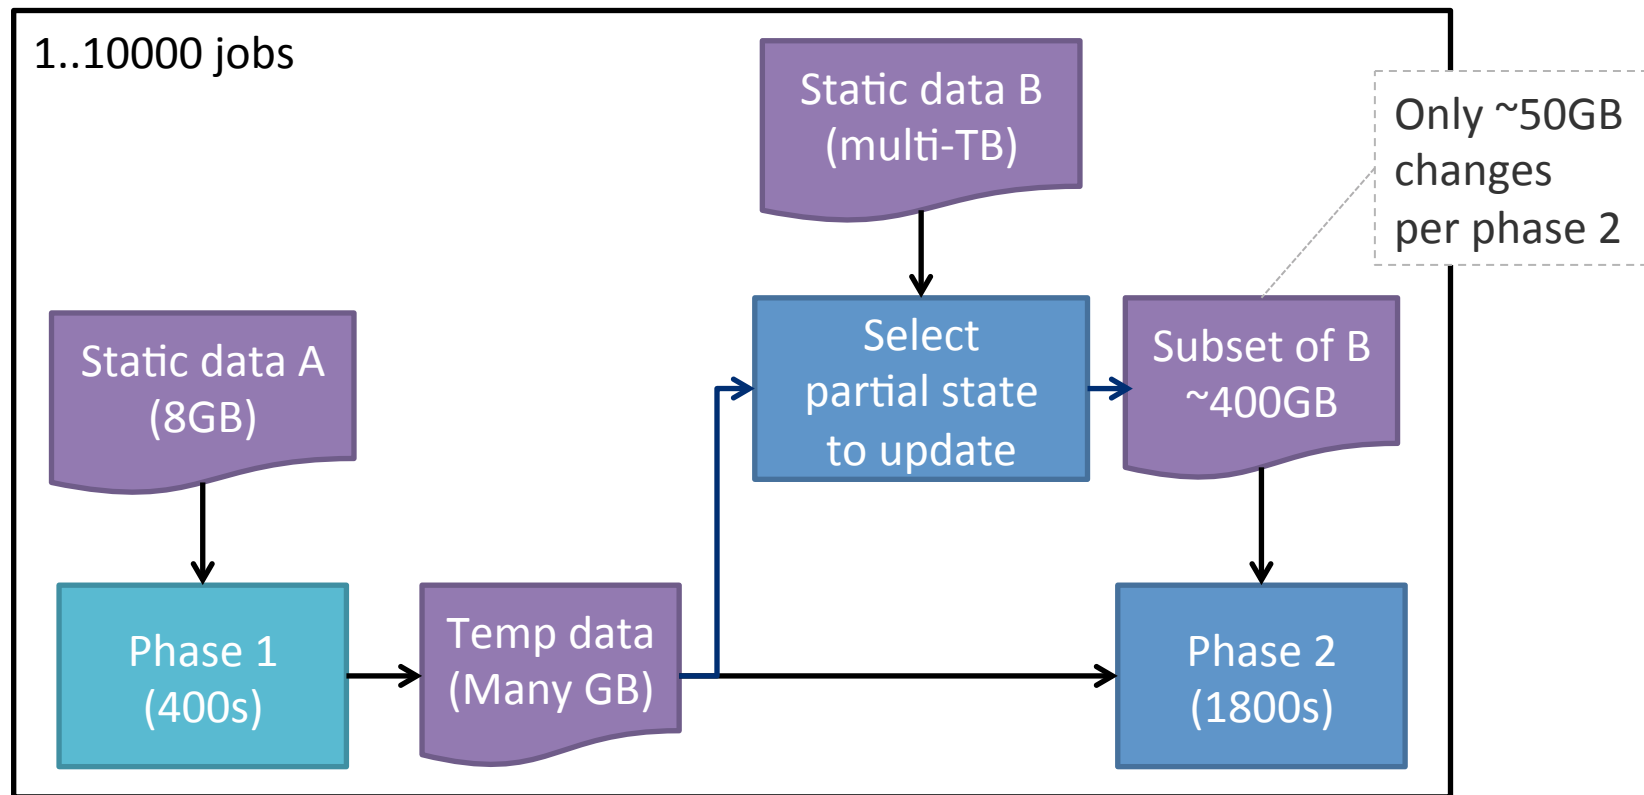 1..10000 jobs
Static data B
(multi-TB)
Only ~50GB
changes
per phase 2
Static data A
(8GB)
Select
partial state
to update
Subset of B
~400GB
Phase 1
(400s)
Temp data
(Many GB)
Phase 2
(1800s)